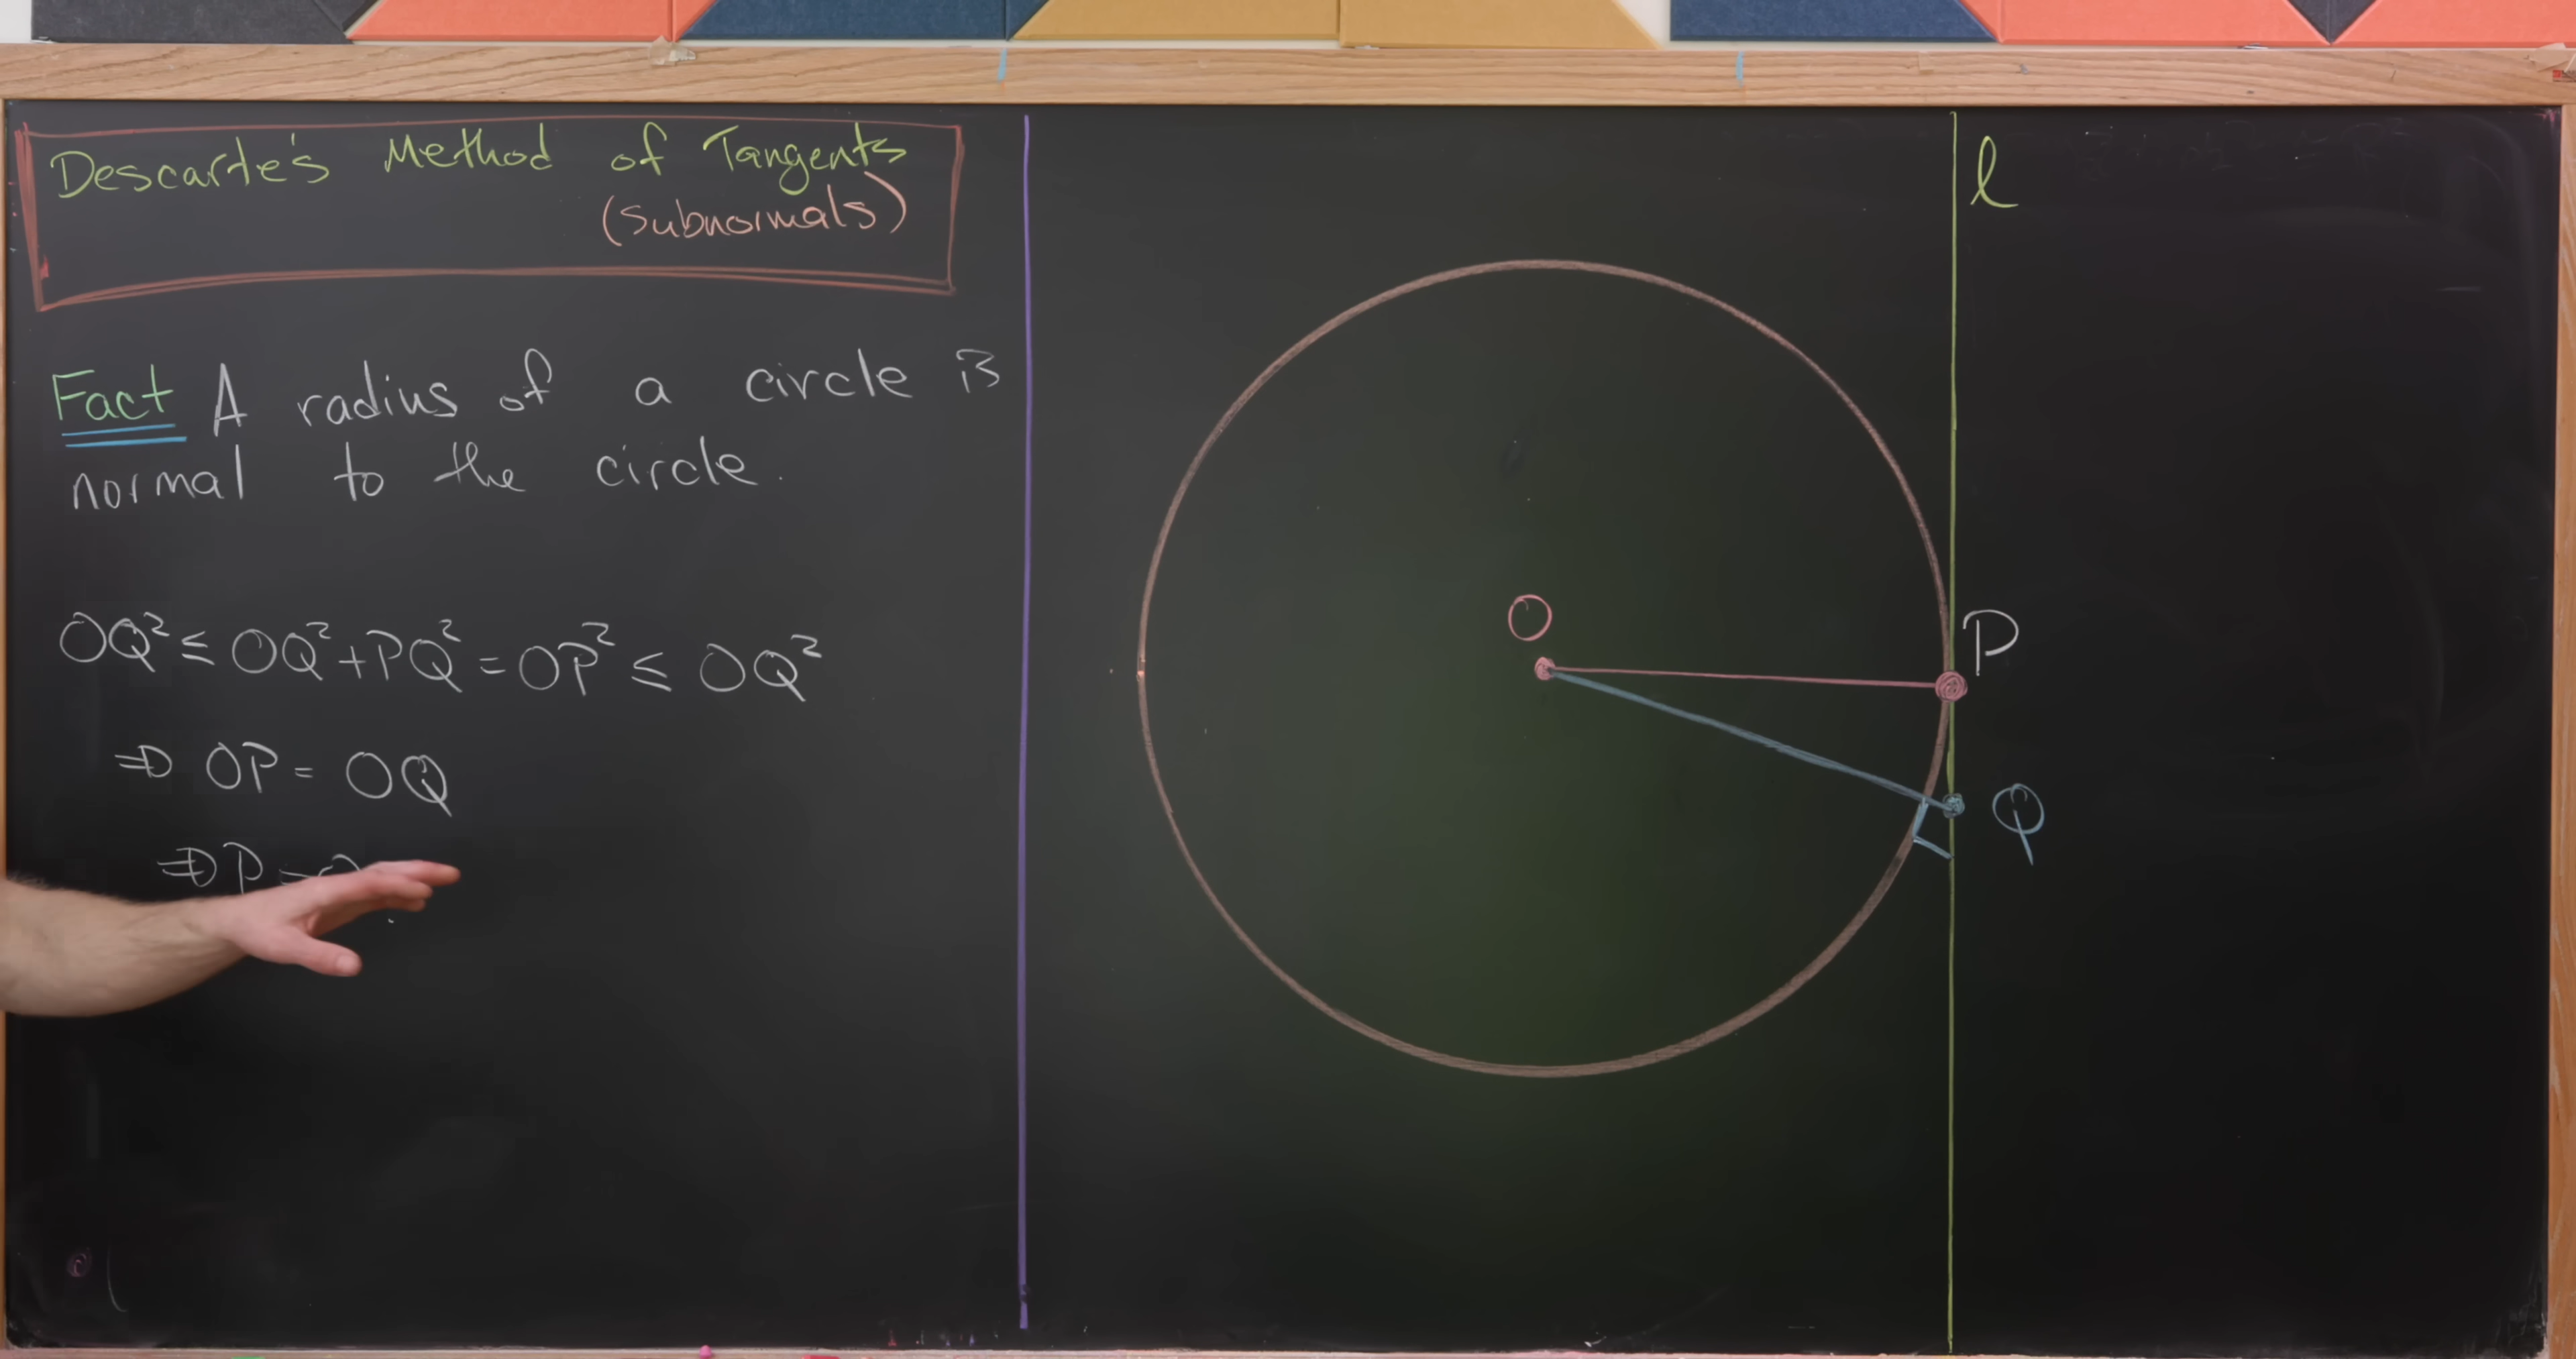 Descarte's Method of Tangents
(subnormals)
Fact A radius of a circle is
normal to the circle.
OQ² ≤ OQ² + PQ² = OP² ≤ OQ²
⇒ OP = OQ
⇒ P =
l
O
P
Q